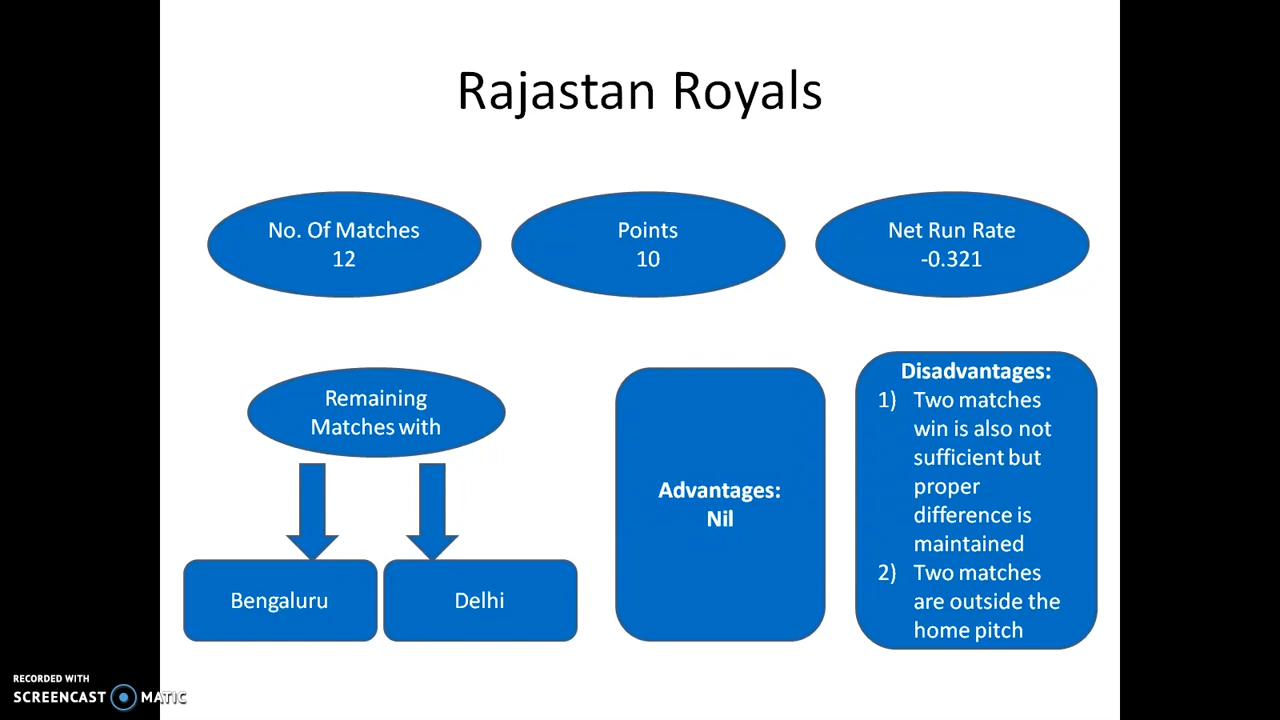 Rajastan Royals
No. Of Matches
12
Points
10
Net Run Rate
-0.321
Remaining
Matches with
Bengaluru
Delhi
Advantages:
Nil
Disadvantages:
1) Two matches
win is also not
sufficient but
proper
difference is
maintained
2) Two matches
are outside the
home pitch
RECORDED WITH
SCREENCAST MATIC